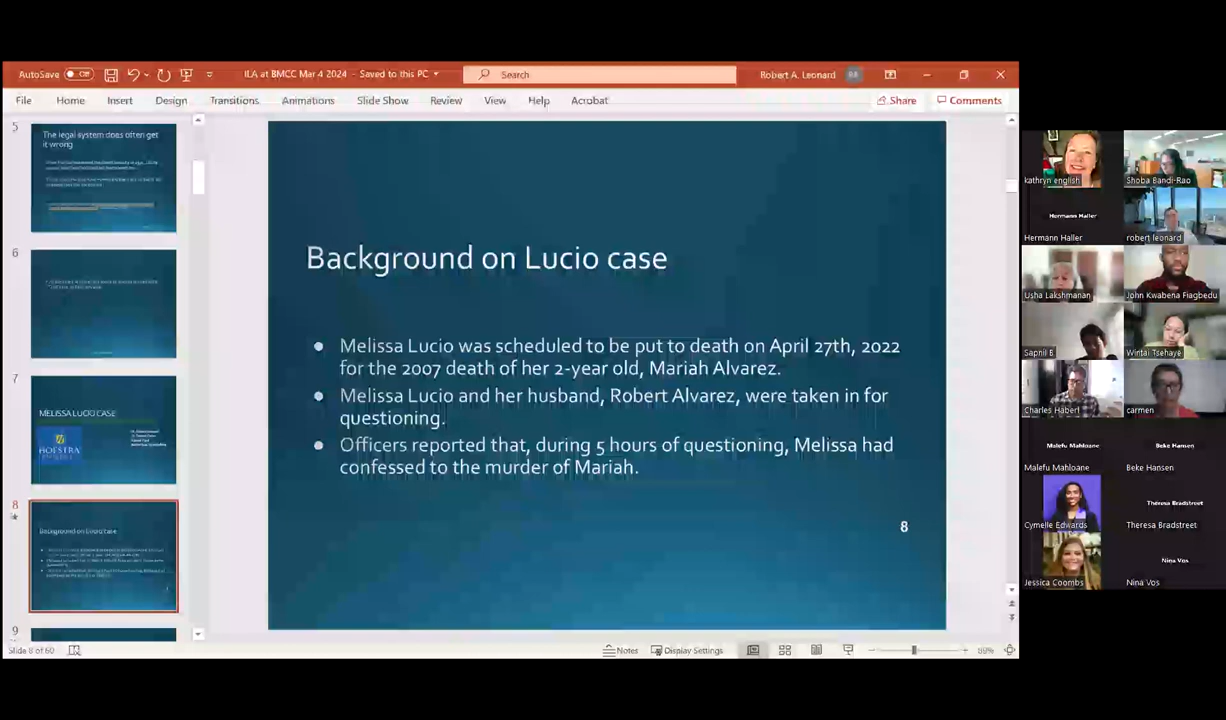 AutoSave Off ILA at BMCC Mar 4 2024 – Saved to this PC Search Robert A. Leonard RA
File Home Insert Design Transitions Animations Slide Show Review View Help Acrobat Share Comments
5
The legal system does often get
it wrong
6
7
MELISSA LUCIO CASE
HOFSTRA
8
Background on Lucio case
9
Background on Lucio case
● Melissa Lucio was scheduled to be put to death on April 27th, 2022
for the 2007 death of her 2-year old, Mariah Alvarez.
● Melissa Lucio and her husband, Robert Alvarez, were taken in for
questioning.
● Officers reported that, during 5 hours of questioning, Melissa had
confessed to the murder of Mariah.
8
kathryn english
Shoba Bandi-Rao
Hermann Haller
Hermann Haller
robert leonard
Usha Lakshmanan
John Kwabena Fiagbedu
Sapnil B
Wintai Tsehaye
Charles Häberl
carmen
Malefu Mahloane
Beke Hansen
Malefu Mahloane
Beke Hansen
Theresa Bradstreet
Cymelle Edwards
Theresa Bradstreet
Nina Vos
Jessica Coombs
Nina Vos
Slide 8 of 60 Notes Display Settings 89%